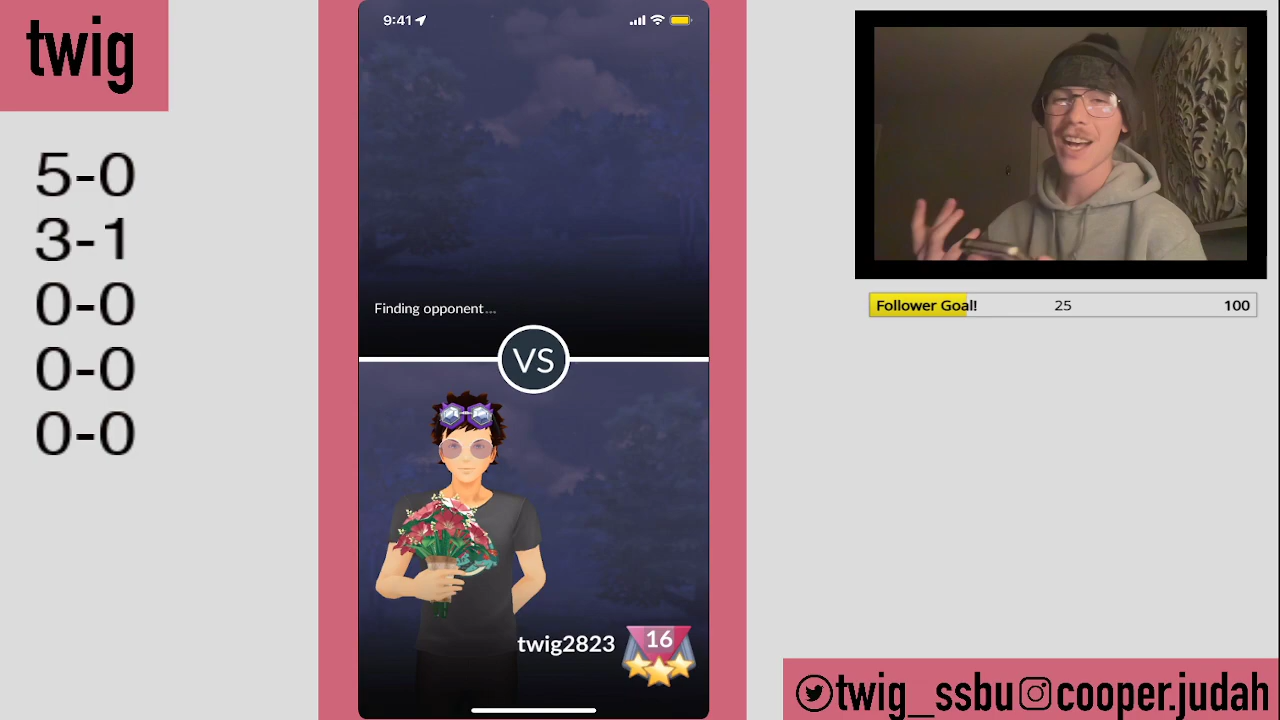 twig
5-0
3-1
0-0
0-0
0-0
9:41
Finding opponent...
VS
twig2823
16
Follower Goal! 25 100
twig_ssbu cooper.judah